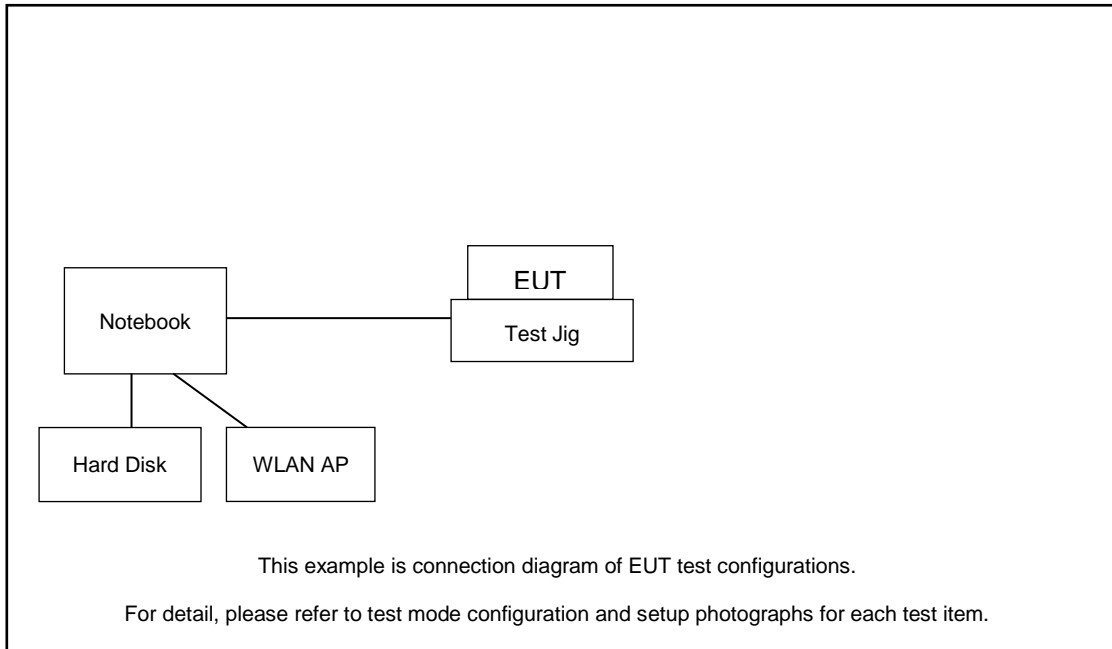 EUT
Notebook
Test Jig
Hard Disk
WLAN AP
This example is connection diagram of EUT test configurations.
For detail, please refer to test mode configuration and setup photographs for each test item.